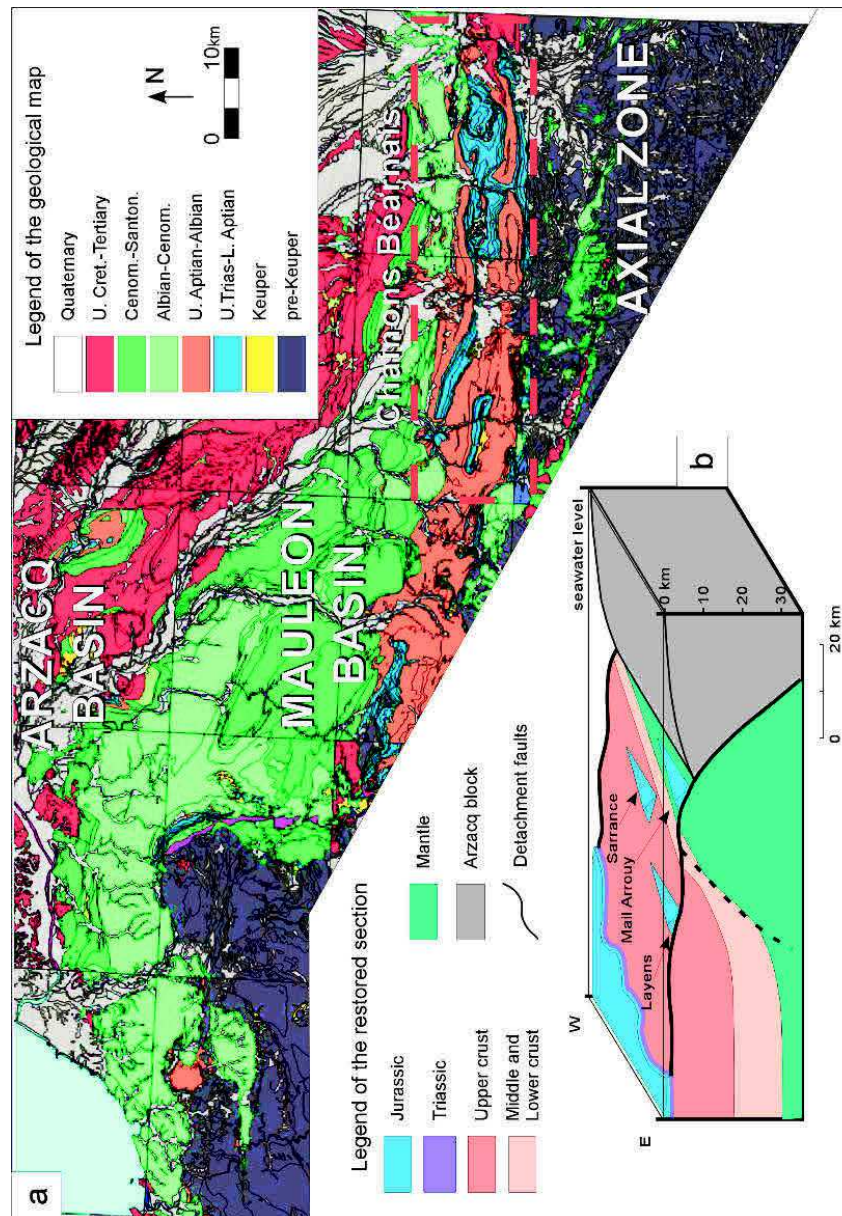 a
ARZACQ
BASIN
MAULEON
BASIN
Chainons Bearnais
AXIAL ZONE
Legend of the geological map
Quaternary
U. Cret.-Tertiary
Cenom.-Santon.
Albian-Cenom.
U. Aptian-Albian
U.Trias-L. Aptian
Keuper
pre-Keuper
N
0 10km
Legend of the restored section
Jurassic
Triassic
Upper crust
Middle and
Lower crust
Mantle
Arzacq block
Detachment faults
b
W
E
seawater level
Sarrance
Mail Arrouy
Layens
0 km
-10
-20
-30
0 10 20 km